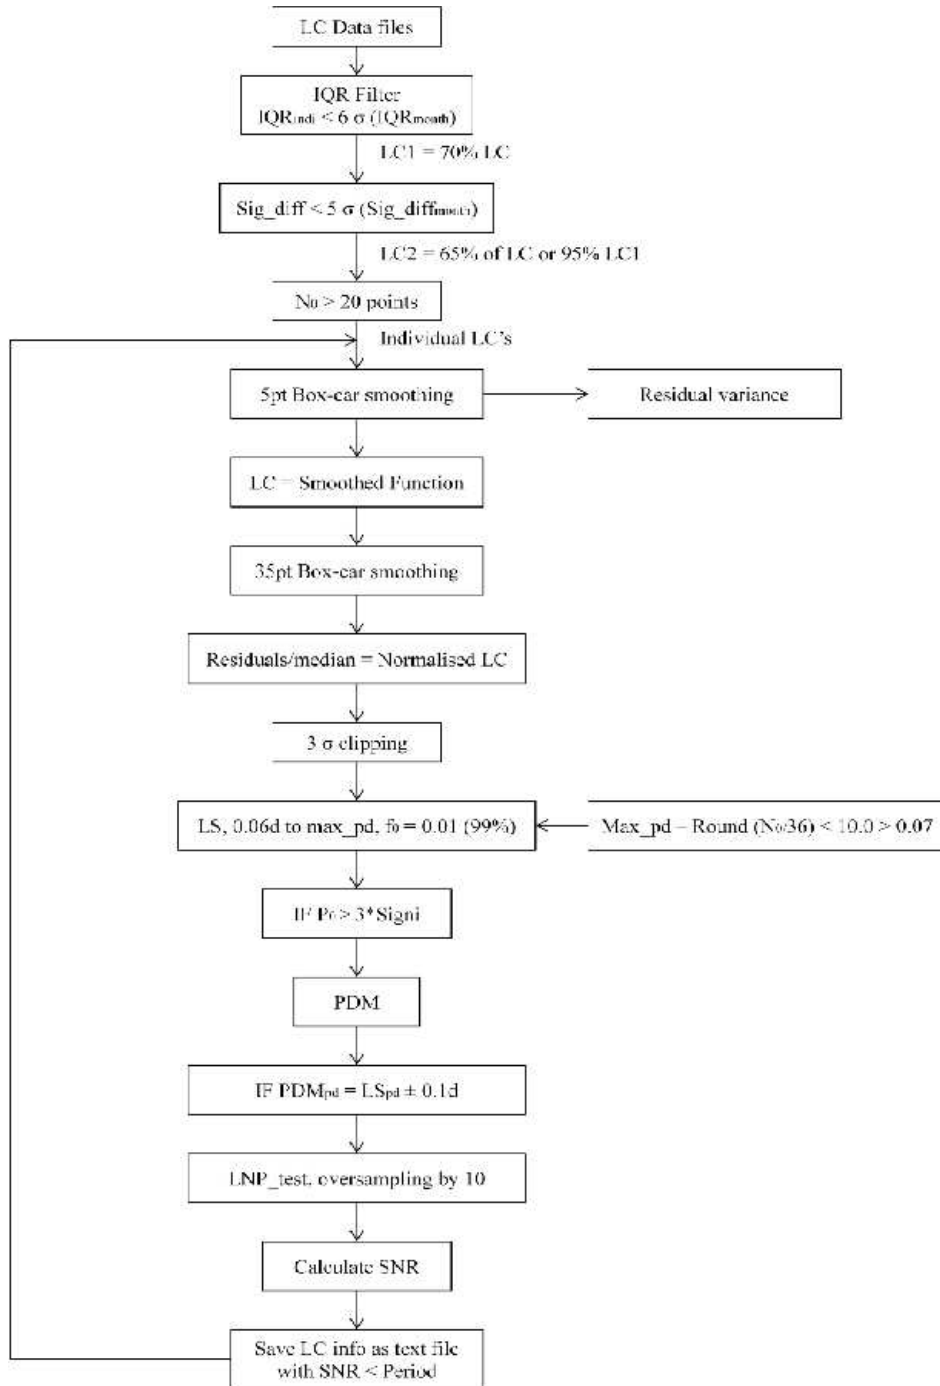 LC Data files
IQR Filter
IQRindi < 6 σ (IQRmonth)
LC1 = 70% LC
Sig_diff < 5 σ (Sig_diffmonth)
LC2 = 65% of LC or 95% LC1
N0 > 20 points
Individual LC's
5pt Box-car smoothing
Residual variance
LC = Smoothed Function
35pt Box-car smoothing
Residuals/median = Normalised LC
3 σ clipping
LS, 0.06d to max_pd, f0 = 0.01 (99%)
Max_pd = Round (N0/36) < 10.0 > 0.07
IF P0 > 3*Signi
PDM
IF PDMpd = LSpd ± 0.1d
LNP_test, oversampling by 10
Calculate SNR
Save LC info as text file
with SNR < Period